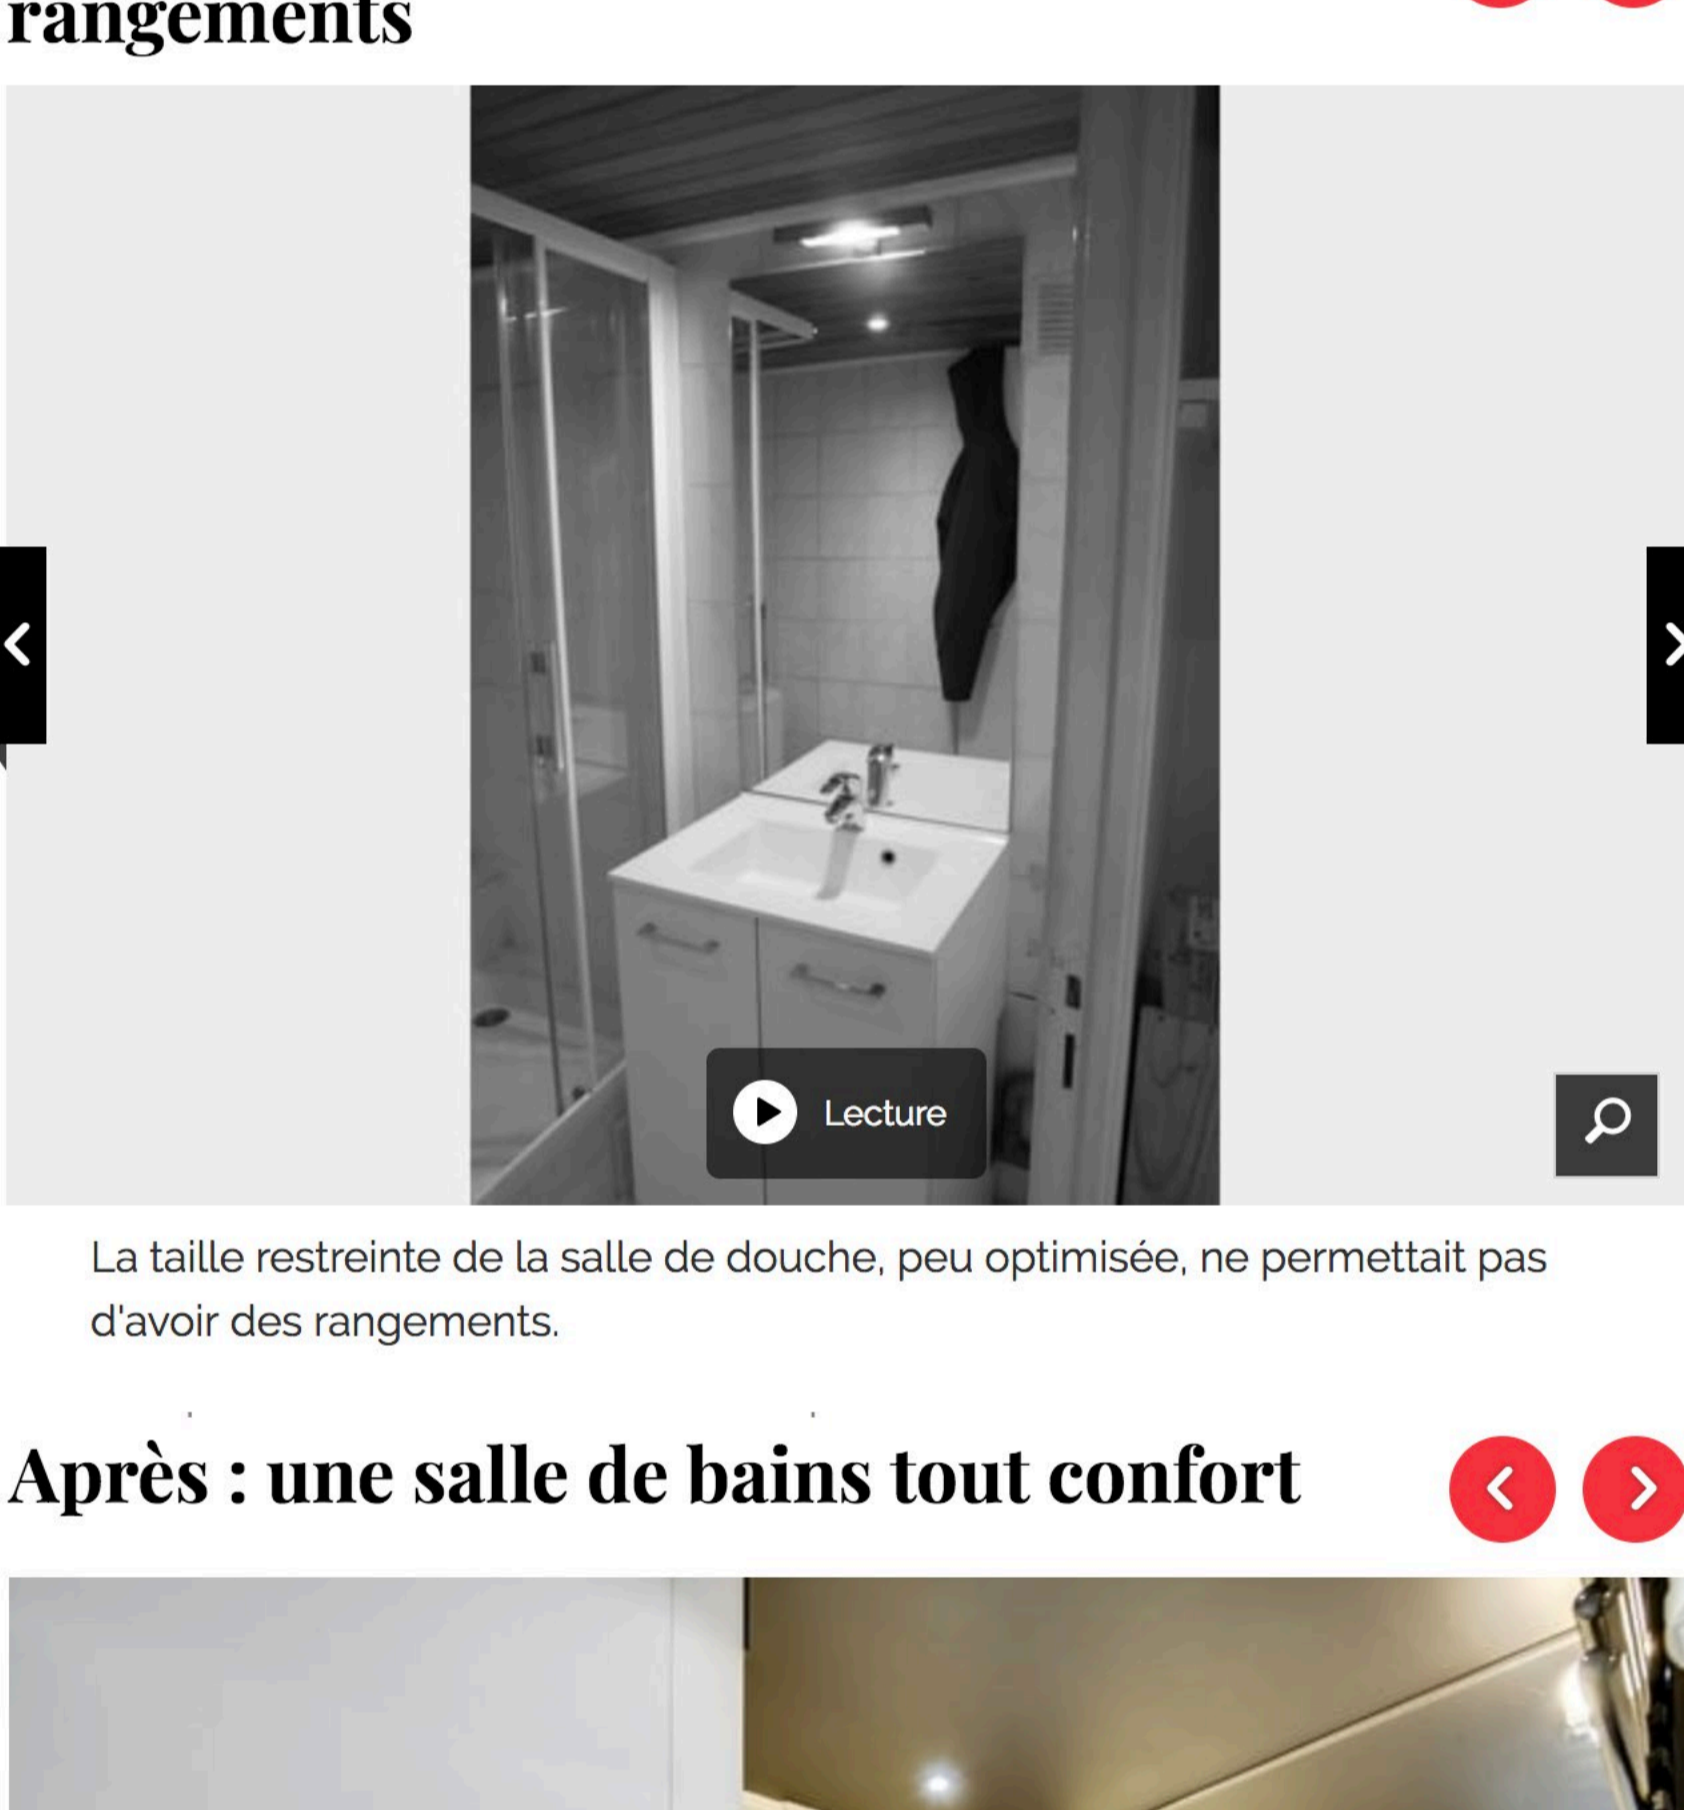 rangements
Lecture
La taille restreinte de la salle de douche, peu optimisée, ne permettait pas
d'avoir des rangements.
Après : une salle de bains tout confort